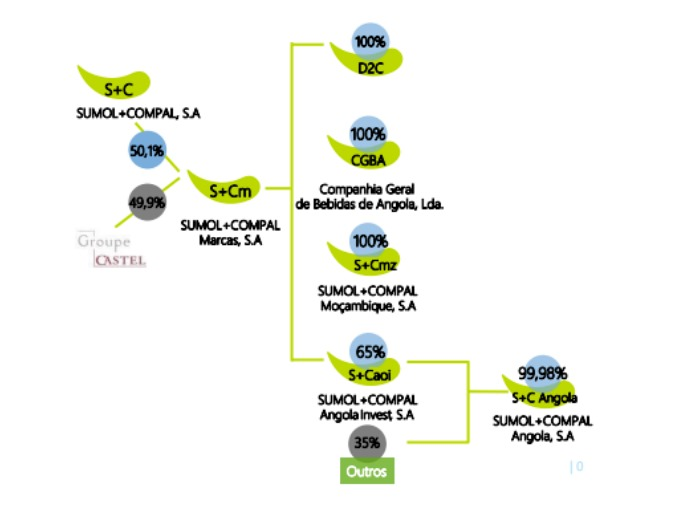 S+C
SUMOL+COMPAL, S.A
50,1%
49,9%
Groupe
CASTEL
S+Cm
SUMOL+COMPAL
Marcas, S.A
100%
D2C
100%
CGBA
Companhia Geral
de Bebidas de Angola, Lda.
100%
S+Cmz
SUMOL+COMPAL
Moçambique, S.A
65%
S+Caoi
SUMOL+COMPAL
Angola Invest, S.A
35%
Outros
99,98%
S+C Angola
SUMOL+COMPAL
Angola, S.A
| 0